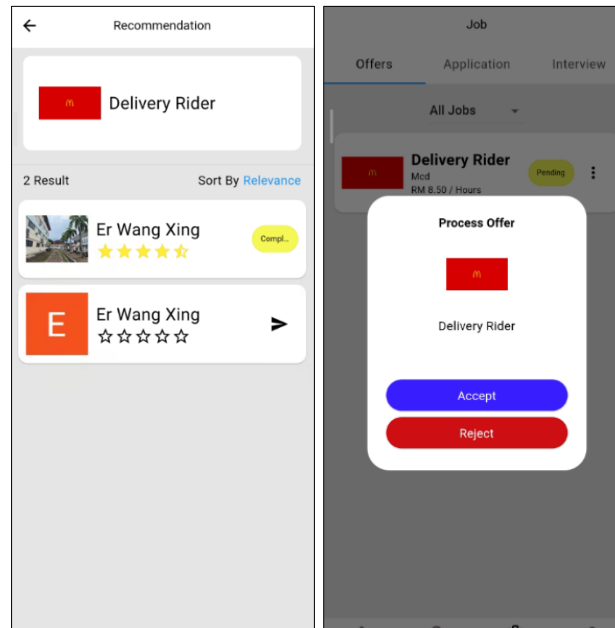 Recommendation
Delivery Rider
2 Result
Sort By Relevance
Er Wang Xing
Compl...
E
Er Wang Xing
Job
Offers Application Interview
All Jobs
Delivery Rider
Mcd
RM 8.50 / Hours
Pending
Process Offer
Delivery Rider
Accept
Reject